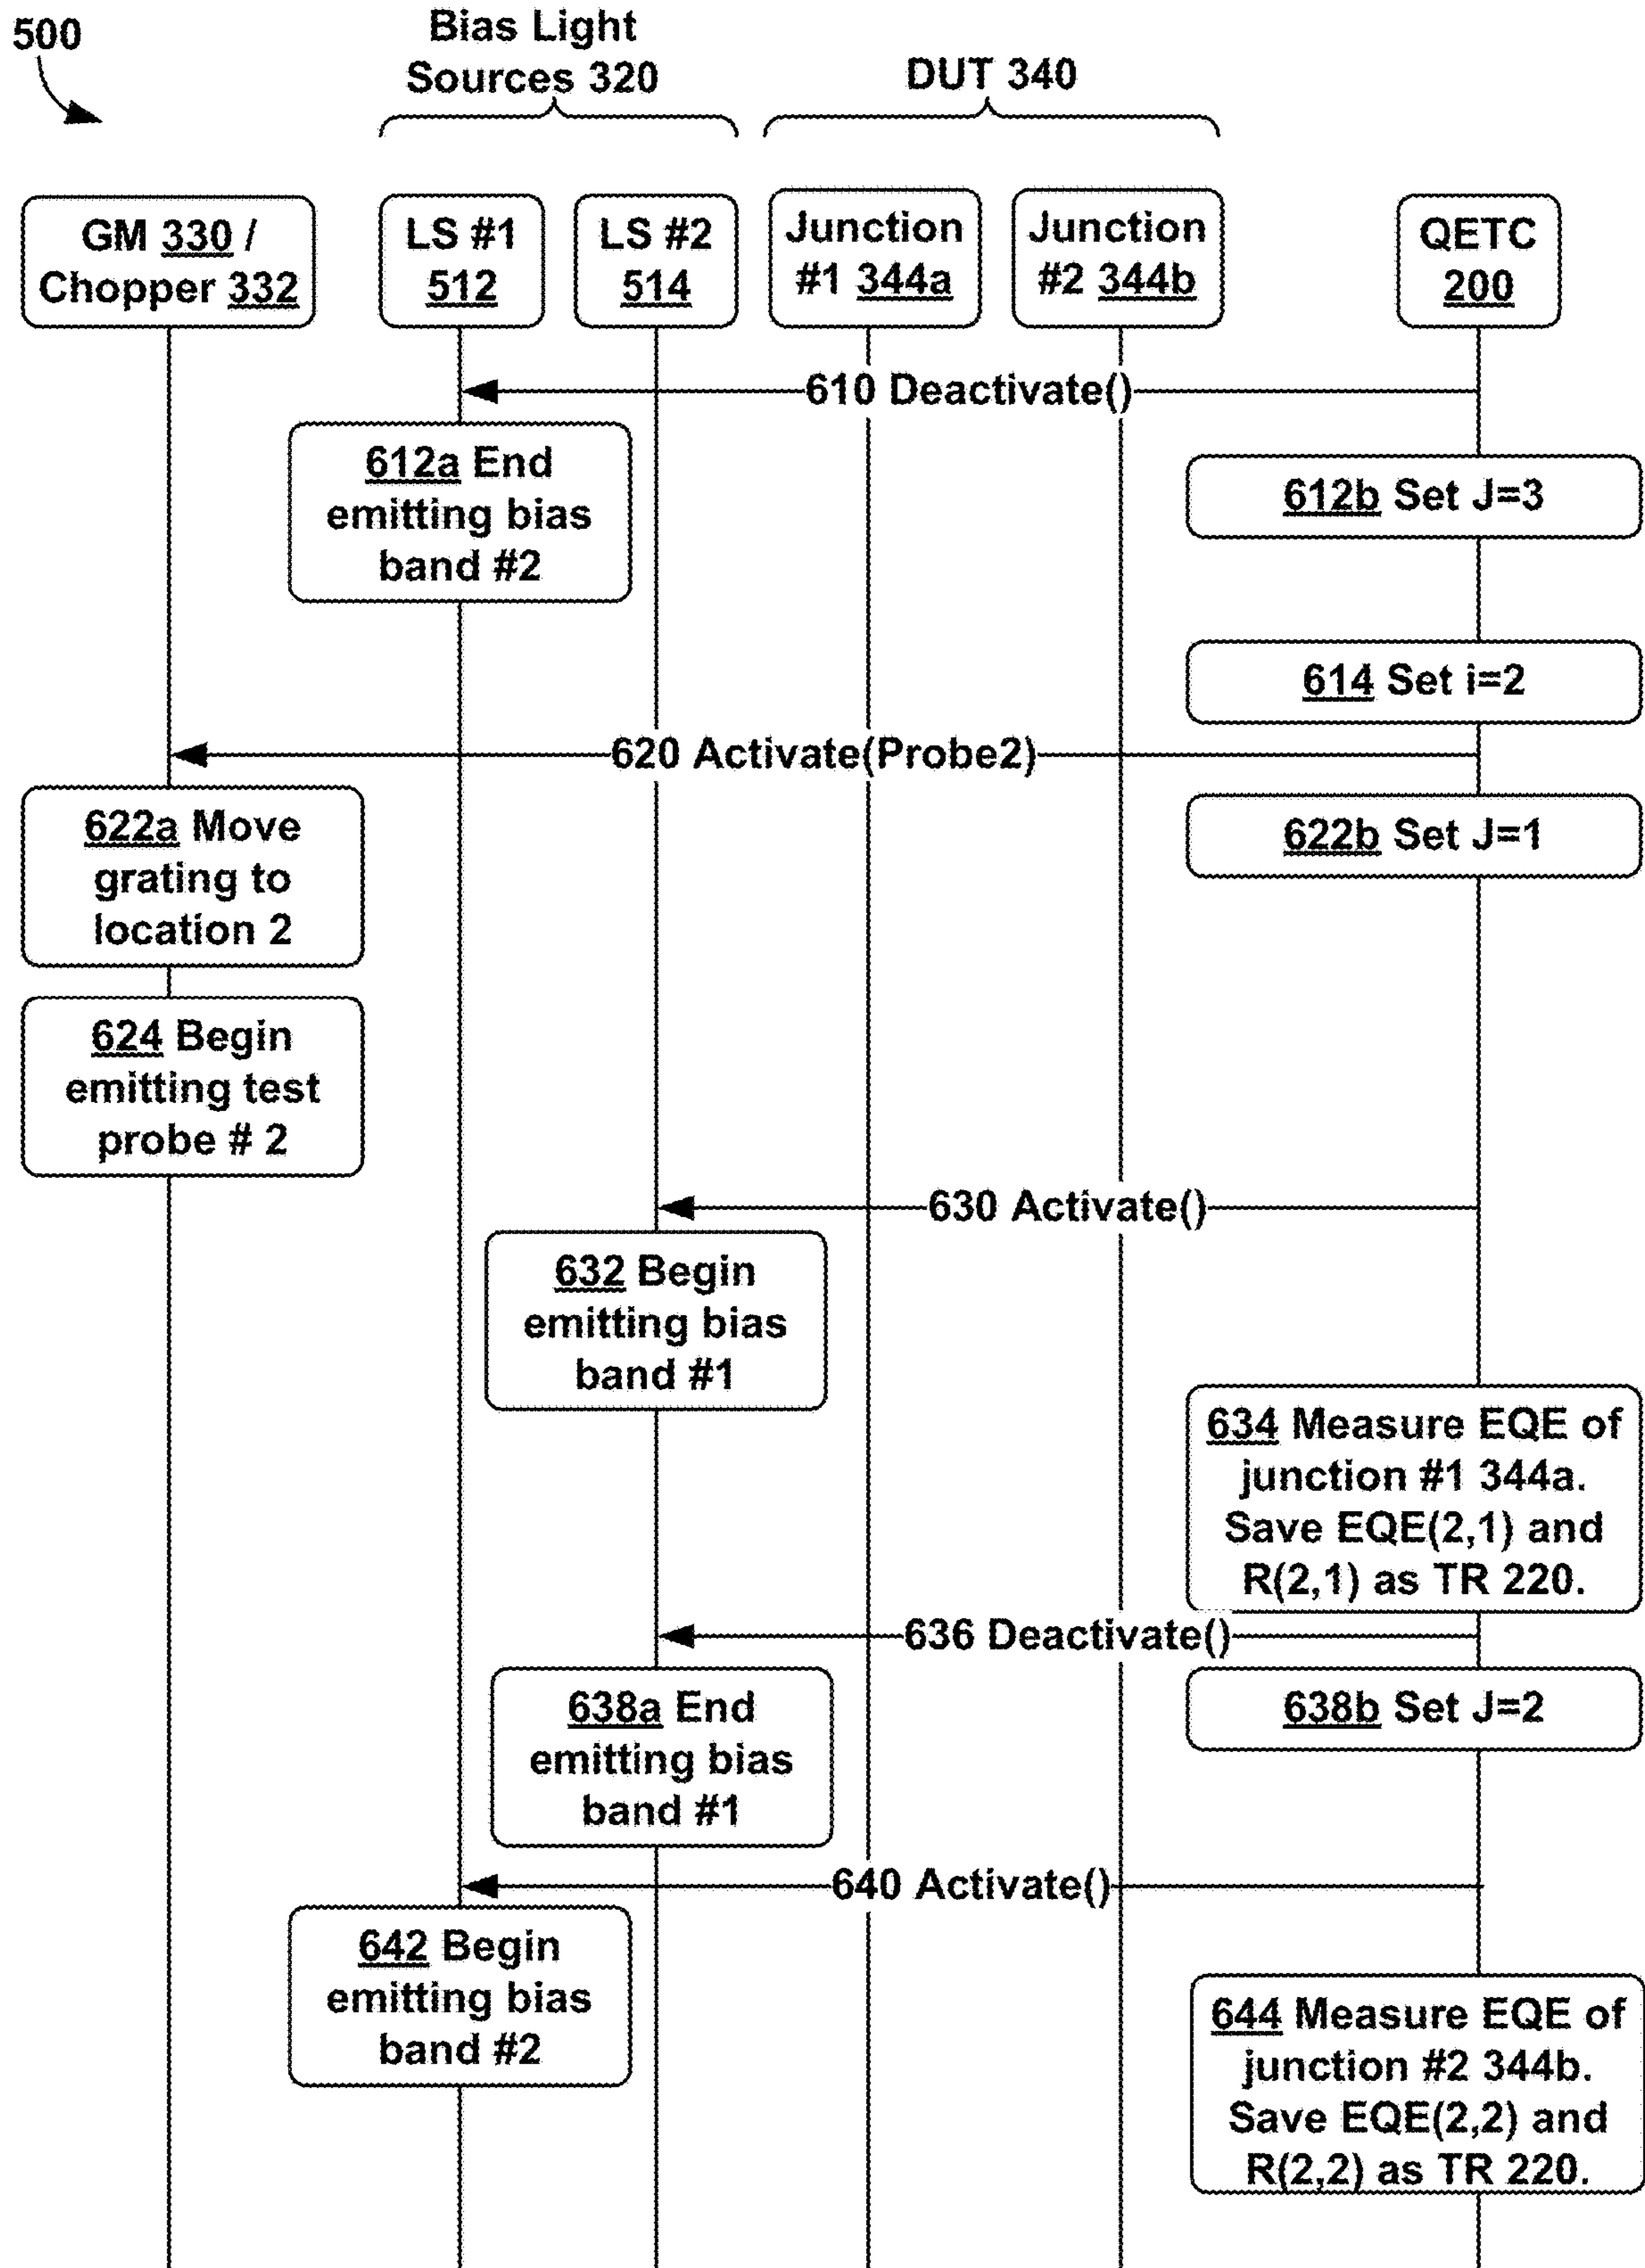 500
Bias Light
Sources 320
DUT 340
GM 330 /
Chopper 332
LS #1
512
LS #2
514
Junction
#1 344a
Junction
#2 344b
QETC
200
610 Deactivate()
612a End
emitting bias
band #2
612b Set J=3
614 Set i=2
620 Activate(Probe2)
622a Move
grating to
location 2
622b Set J=1
624 Begin
emitting test
probe # 2
630 Activate()
632 Begin
emitting bias
band #1
634 Measure EQE of
junction #1 344a.
Save EQE(2,1) and
R(2,1) as TR 220.
636 Deactivate()
638a End
emitting bias
band #1
638b Set J=2
640 Activate()
642 Begin
emitting bias
band #2
644 Measure EQE of
junction #2 344b.
Save EQE(2,2) and
R(2,2) as TR 220.